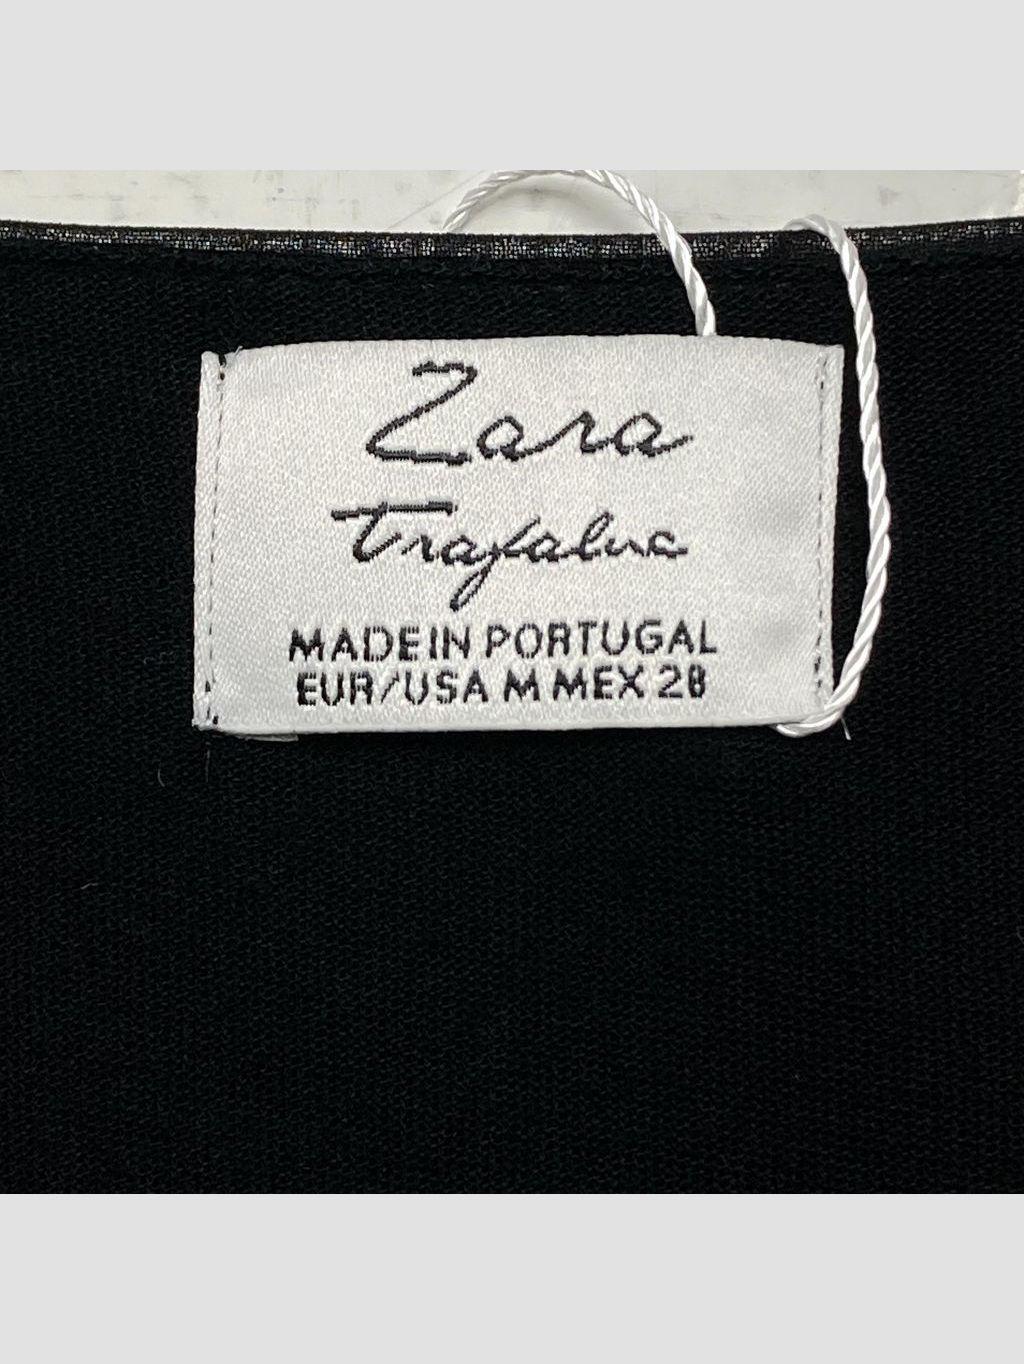 Zara
Trafaluc
MADE IN PORTUGAL
EUR/USA M MEX 28